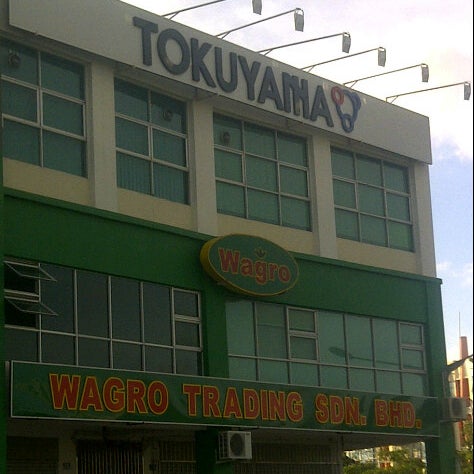 TOKUYAMA
Wagro
WAGRO TRADING SDN. BHD.